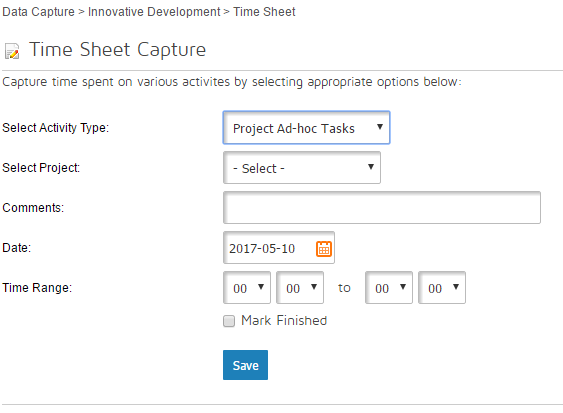 Data Capture > Innovative Development > Time Sheet
Time Sheet Capture
Capture time spent on various activites by selecting appropriate options below:
Select Activity Type: Project Ad-hoc Tasks
Select Project: - Select -
Comments:
Date: 2017-05-10
Time Range: 00 00 to 00 00
Mark Finished
Save